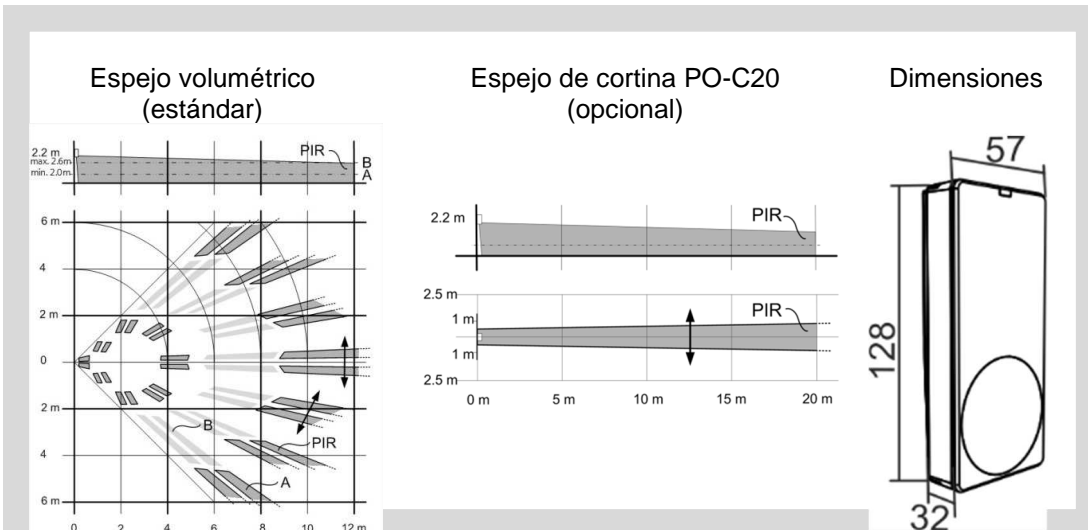 Espejo volumétrico
(estándar)
2.2 m
max. 2.6m.
min. 2.0m.
PIR
B
A
6 m
4
2 m
0
2 m
4
6 m
B
PIR
A
0 2 4 6 8 10 12 m
Espejo de cortina PO-C20
(opcional)
2.2 m
PIR
2.5 m
1 m
1 m
2.5 m
PIR
0 m 5 m 10 m 15 m 20 m
Dimensiones
57
128
32